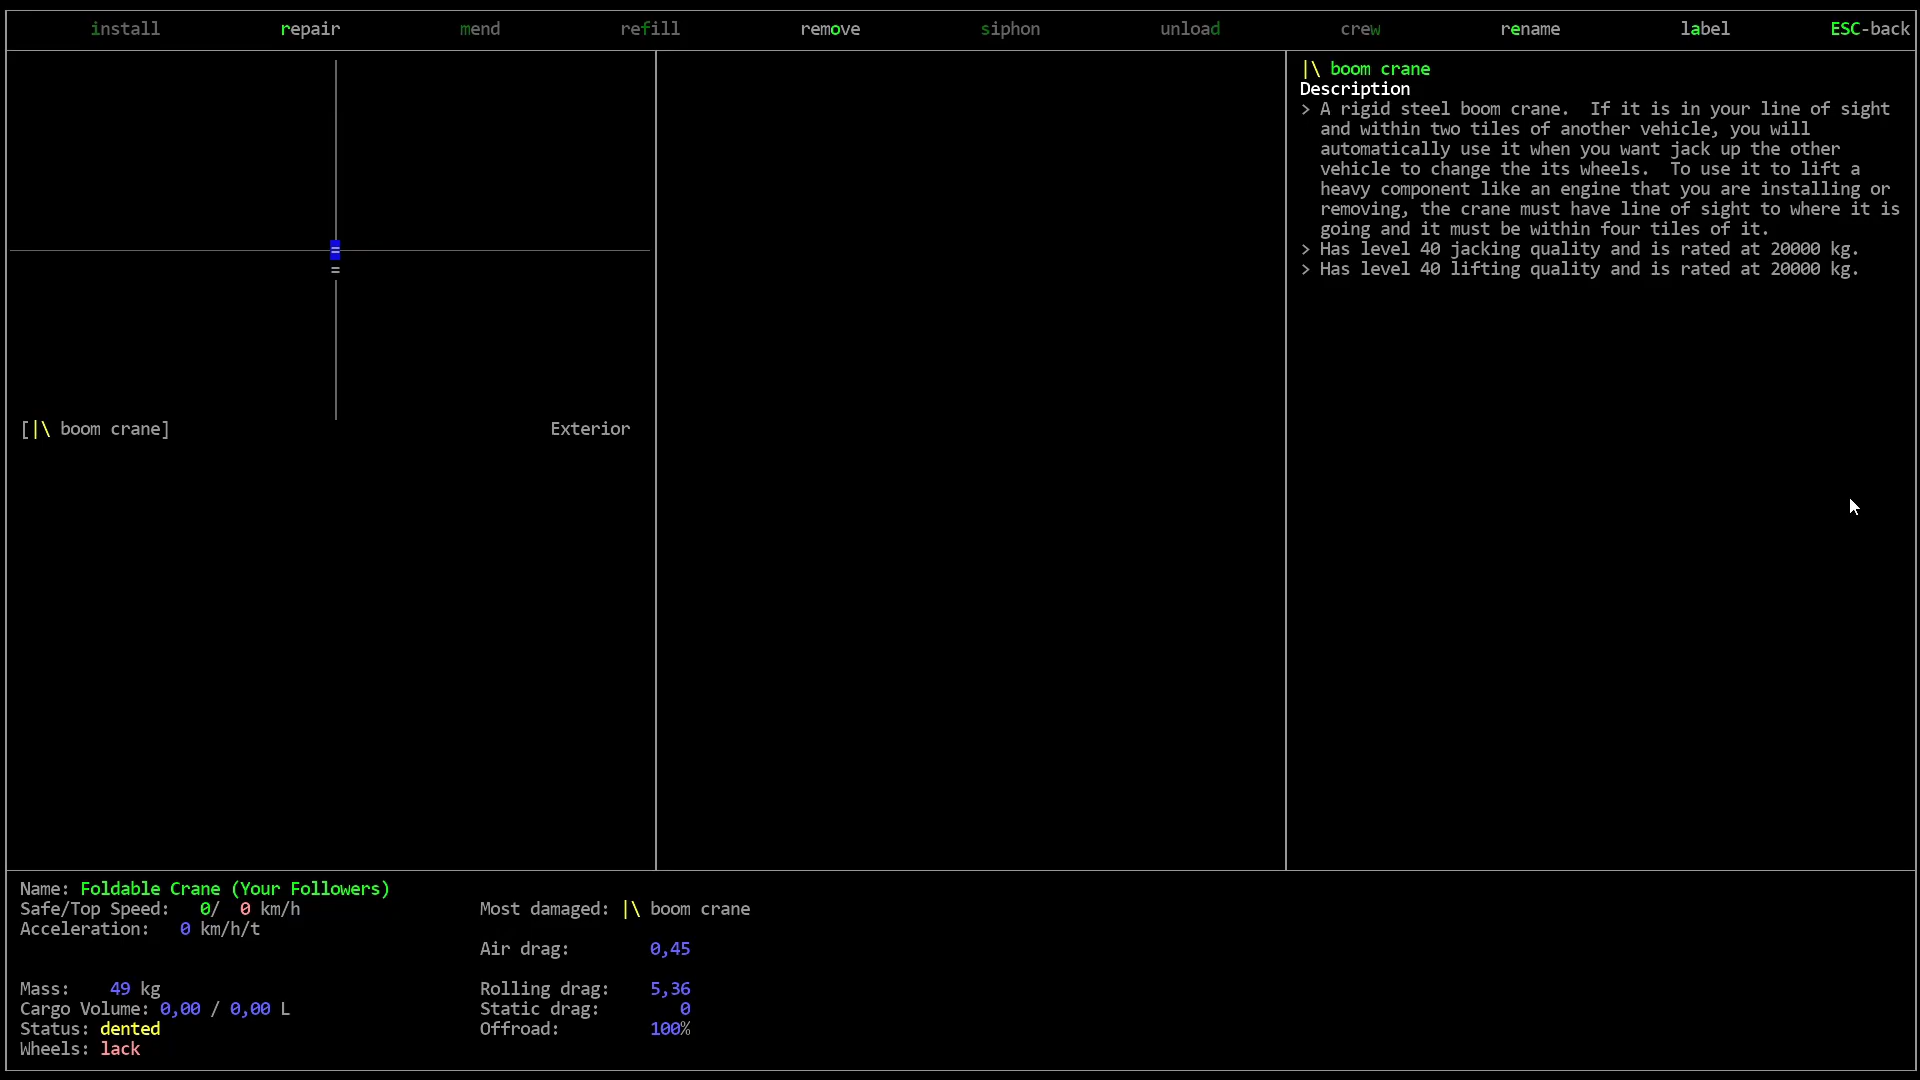 install repair mend refill remove siphon unload crew rename label ESC-back
|\ boom crane
Description
> A rigid steel boom crane.  If it is in your line of sight
and within two tiles of another vehicle, you will
automatically use it when you want jack up the other
vehicle to change the its wheels.  To use it to lift a
heavy component like an engine that you are installing or
removing, the crane must have line of sight to where it is
going and it must be within four tiles of it.
> Has level 40 jacking quality and is rated at 20000 kg.
> Has level 40 lifting quality and is rated at 20000 kg.
=
=
[|\ boom crane] Exterior
Name: Foldable Crane (Your Followers)
Safe/Top Speed: 0/ 0 km/h
Acceleration: 0 km/h/t
Mass: 49 kg
Cargo Volume: 0,00 / 0,00 L
Status: dented
Wheels: lack
Most damaged: |\ boom crane
Air drag: 0,45
Rolling drag: 5,36
Static drag: 0
Offroad: 100%